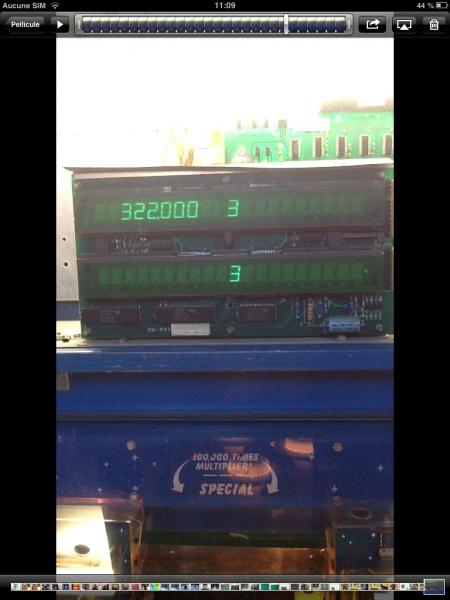 Aucune SIM 11:09 44 %
Pellicule
322.000 3
3
100,000 TIMES
MULTIPLIER!
SPECIAL